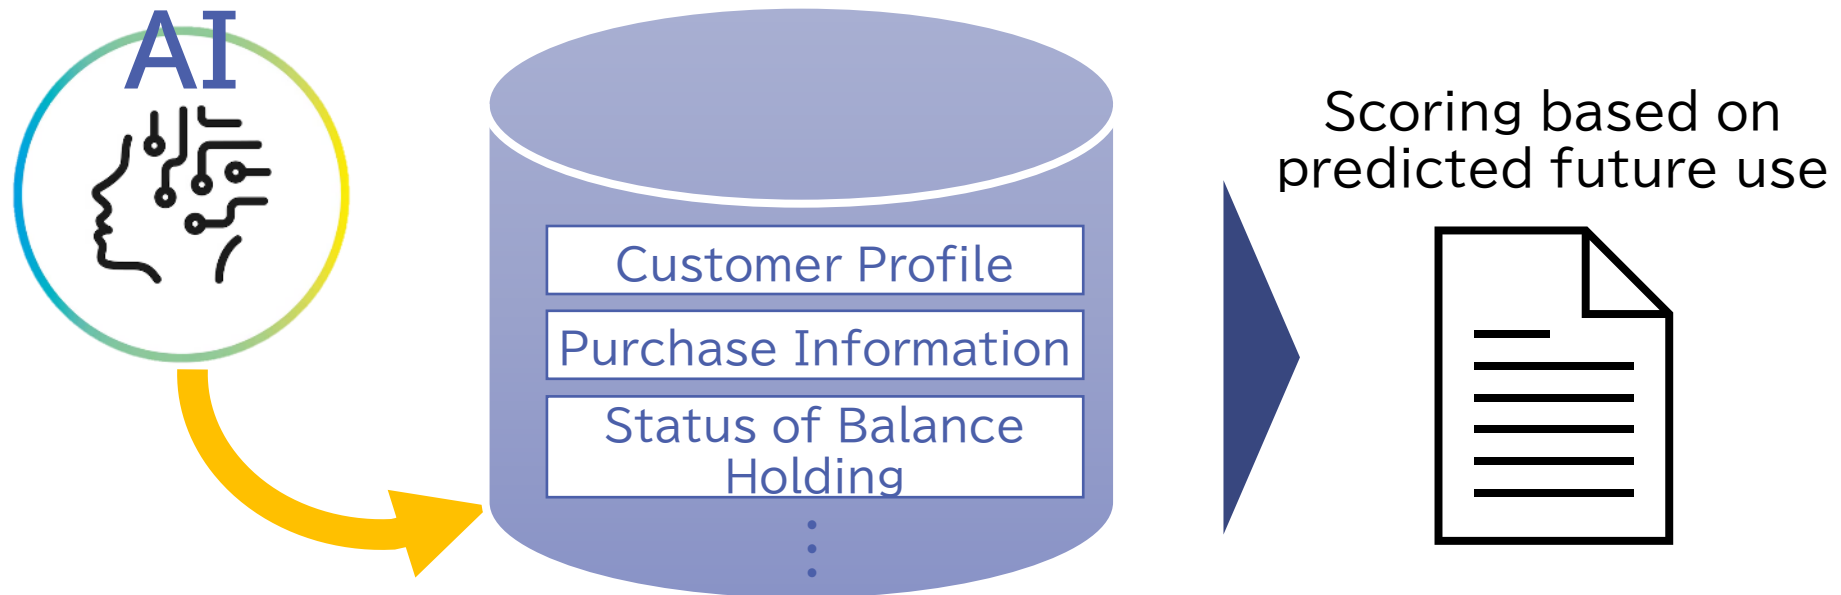 AI
Customer Profile
Purchase Information
Status of Balance
Holding
Scoring based on
predicted future use